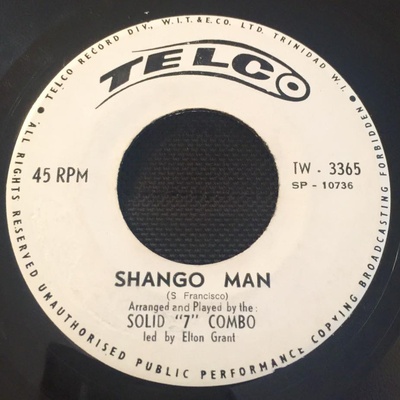 TELCO RECORD DIV., W.I.T.& E.CO. LTD. TRINIDAD W.I.
TELCO
45 RPM
TW - 3365
SP - 10736
SHANGO MAN
(S Francisco)
Arranged and Played by the:
SOLID "7" COMBO
led by Elton Grant
ALL RIGHTS RESERVED UNAUTHORISED PUBLIC PERFORMANCE BROADCASTING COPYING FORBIDDEN